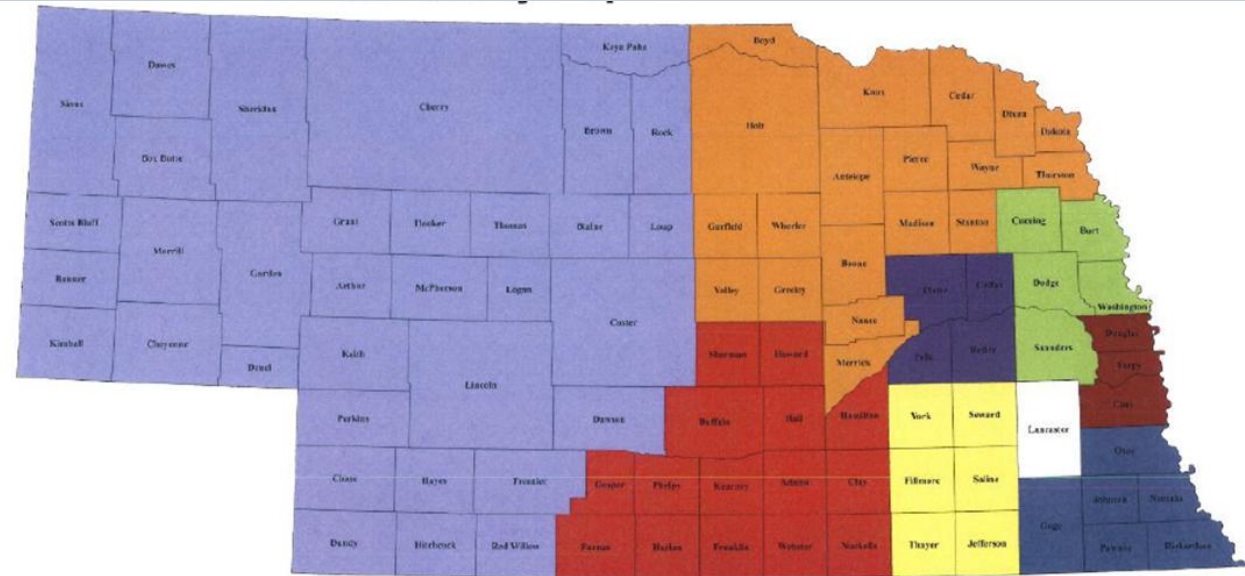 Keya Paha
Boyd
Dawes
Sioux
Sheridan
Cherry
Knox
Cedar
Brown
Rock
Holt
Dixon
Dakota
Box Butte
Pierce
Wayne
Antelope
Thurston
Scotts Bluff
Grant
Hooker
Thomas
Blaine
Loup
Garfield
Wheeler
Madison
Stanton
Cuming
Burt
Morrill
Garden
Boone
Banner
Arthur
McPherson
Logan
Valley
Greeley
Platte
Colfax
Dodge
Washington
Custer
Nance
Kimball
Cheyenne
Keith
Sherman
Howard
Merrick
Polk
Butler
Saunders
Douglas
Sarpy
Deuel
Lincoln
Cass
Perkins
Dawson
Buffalo
Hall
Hamilton
York
Seward
Lancaster
Otoe
Chase
Hayes
Frontier
Gosper
Phelps
Kearney
Adams
Clay
Fillmore
Saline
Johnson
Nemaha
Gage
Dundy
Hitchcock
Red Willow
Furnas
Harlan
Franklin
Webster
Nuckolls
Thayer
Jefferson
Pawnee
Richardson